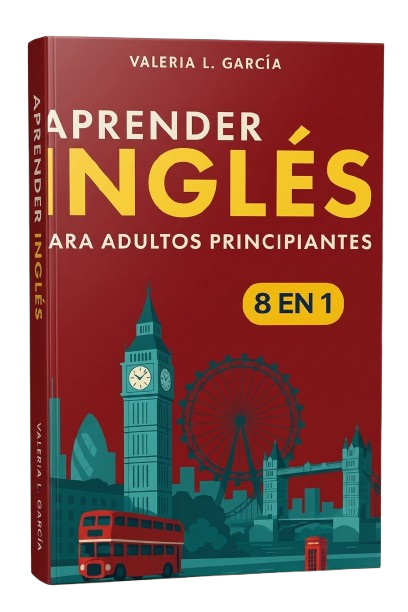 VALERIA L. GARCÍA
APRENDER
INGLÉS
ARA ADULTOS PRINCIPIANTES
8 EN 1
APRENDER INGLÉS
VALERIA L. GARCÍA